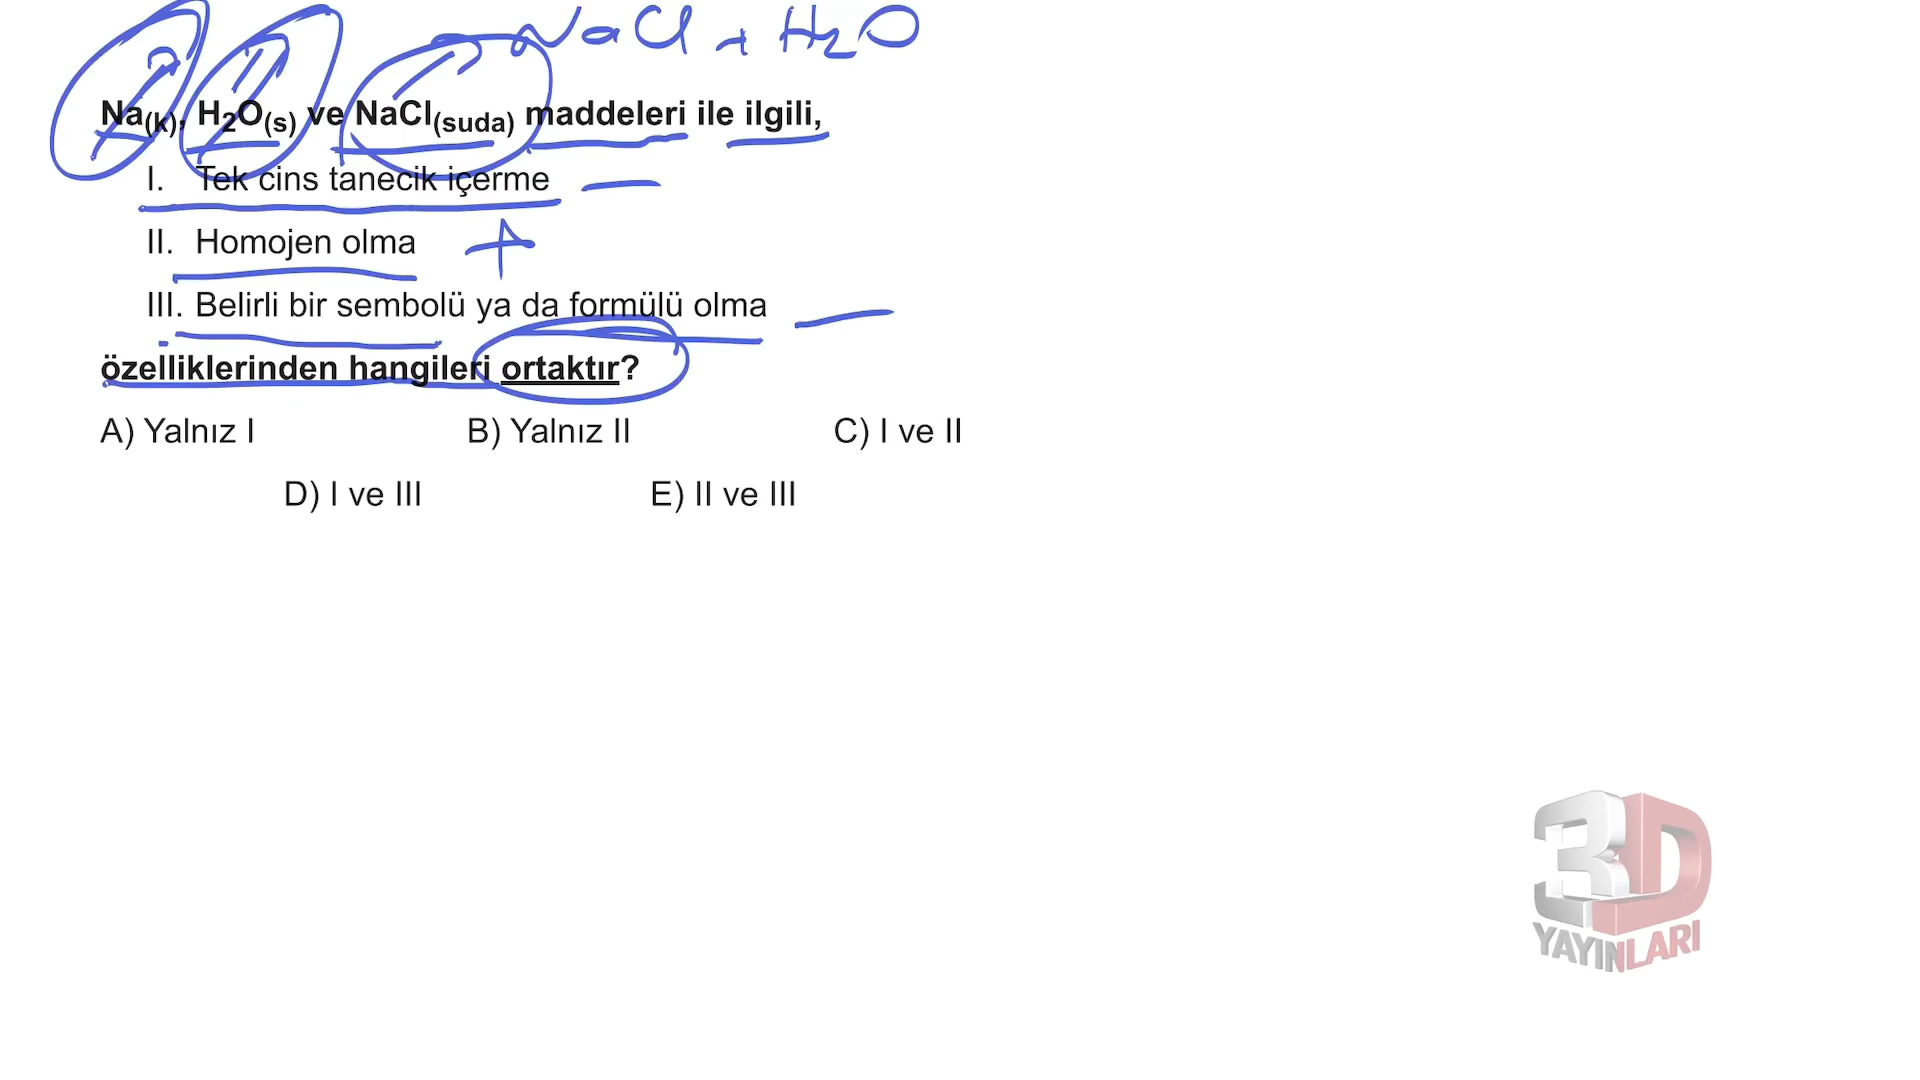 NaCl + H₂O
Na(k), H₂O(s) ve NaCl(suda) maddeleri ile ilgili,
I. Tek cins tanecik içerme —
II. Homojen olma +
III. Belirli bir sembolü ya da formülü olma —
özelliklerinden hangileri ortaktır?
A) Yalnız I B) Yalnız II C) I ve II
D) I ve III E) II ve III
3D
YAYINLARI